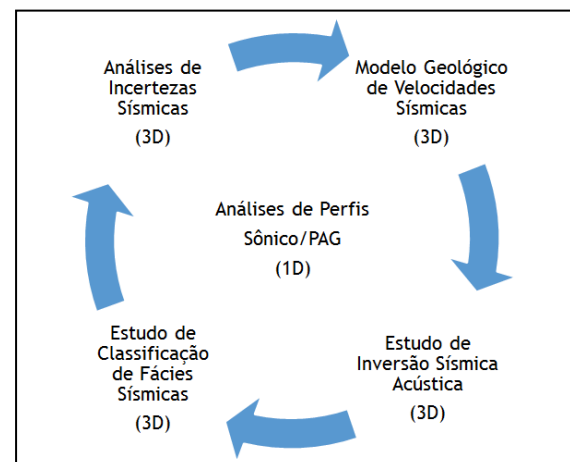 Análises de
Incertezas
Sísmicas
(3D)
Modelo Geológico
de Velocidades
Sísmicas
(3D)
Análises de Perfis
Sônico/PAG
(1D)
Estudo de
Classificação
de Fácies
Sísmicas
(3D)
Estudo de
Inversão Sísmica
Acústica
(3D)